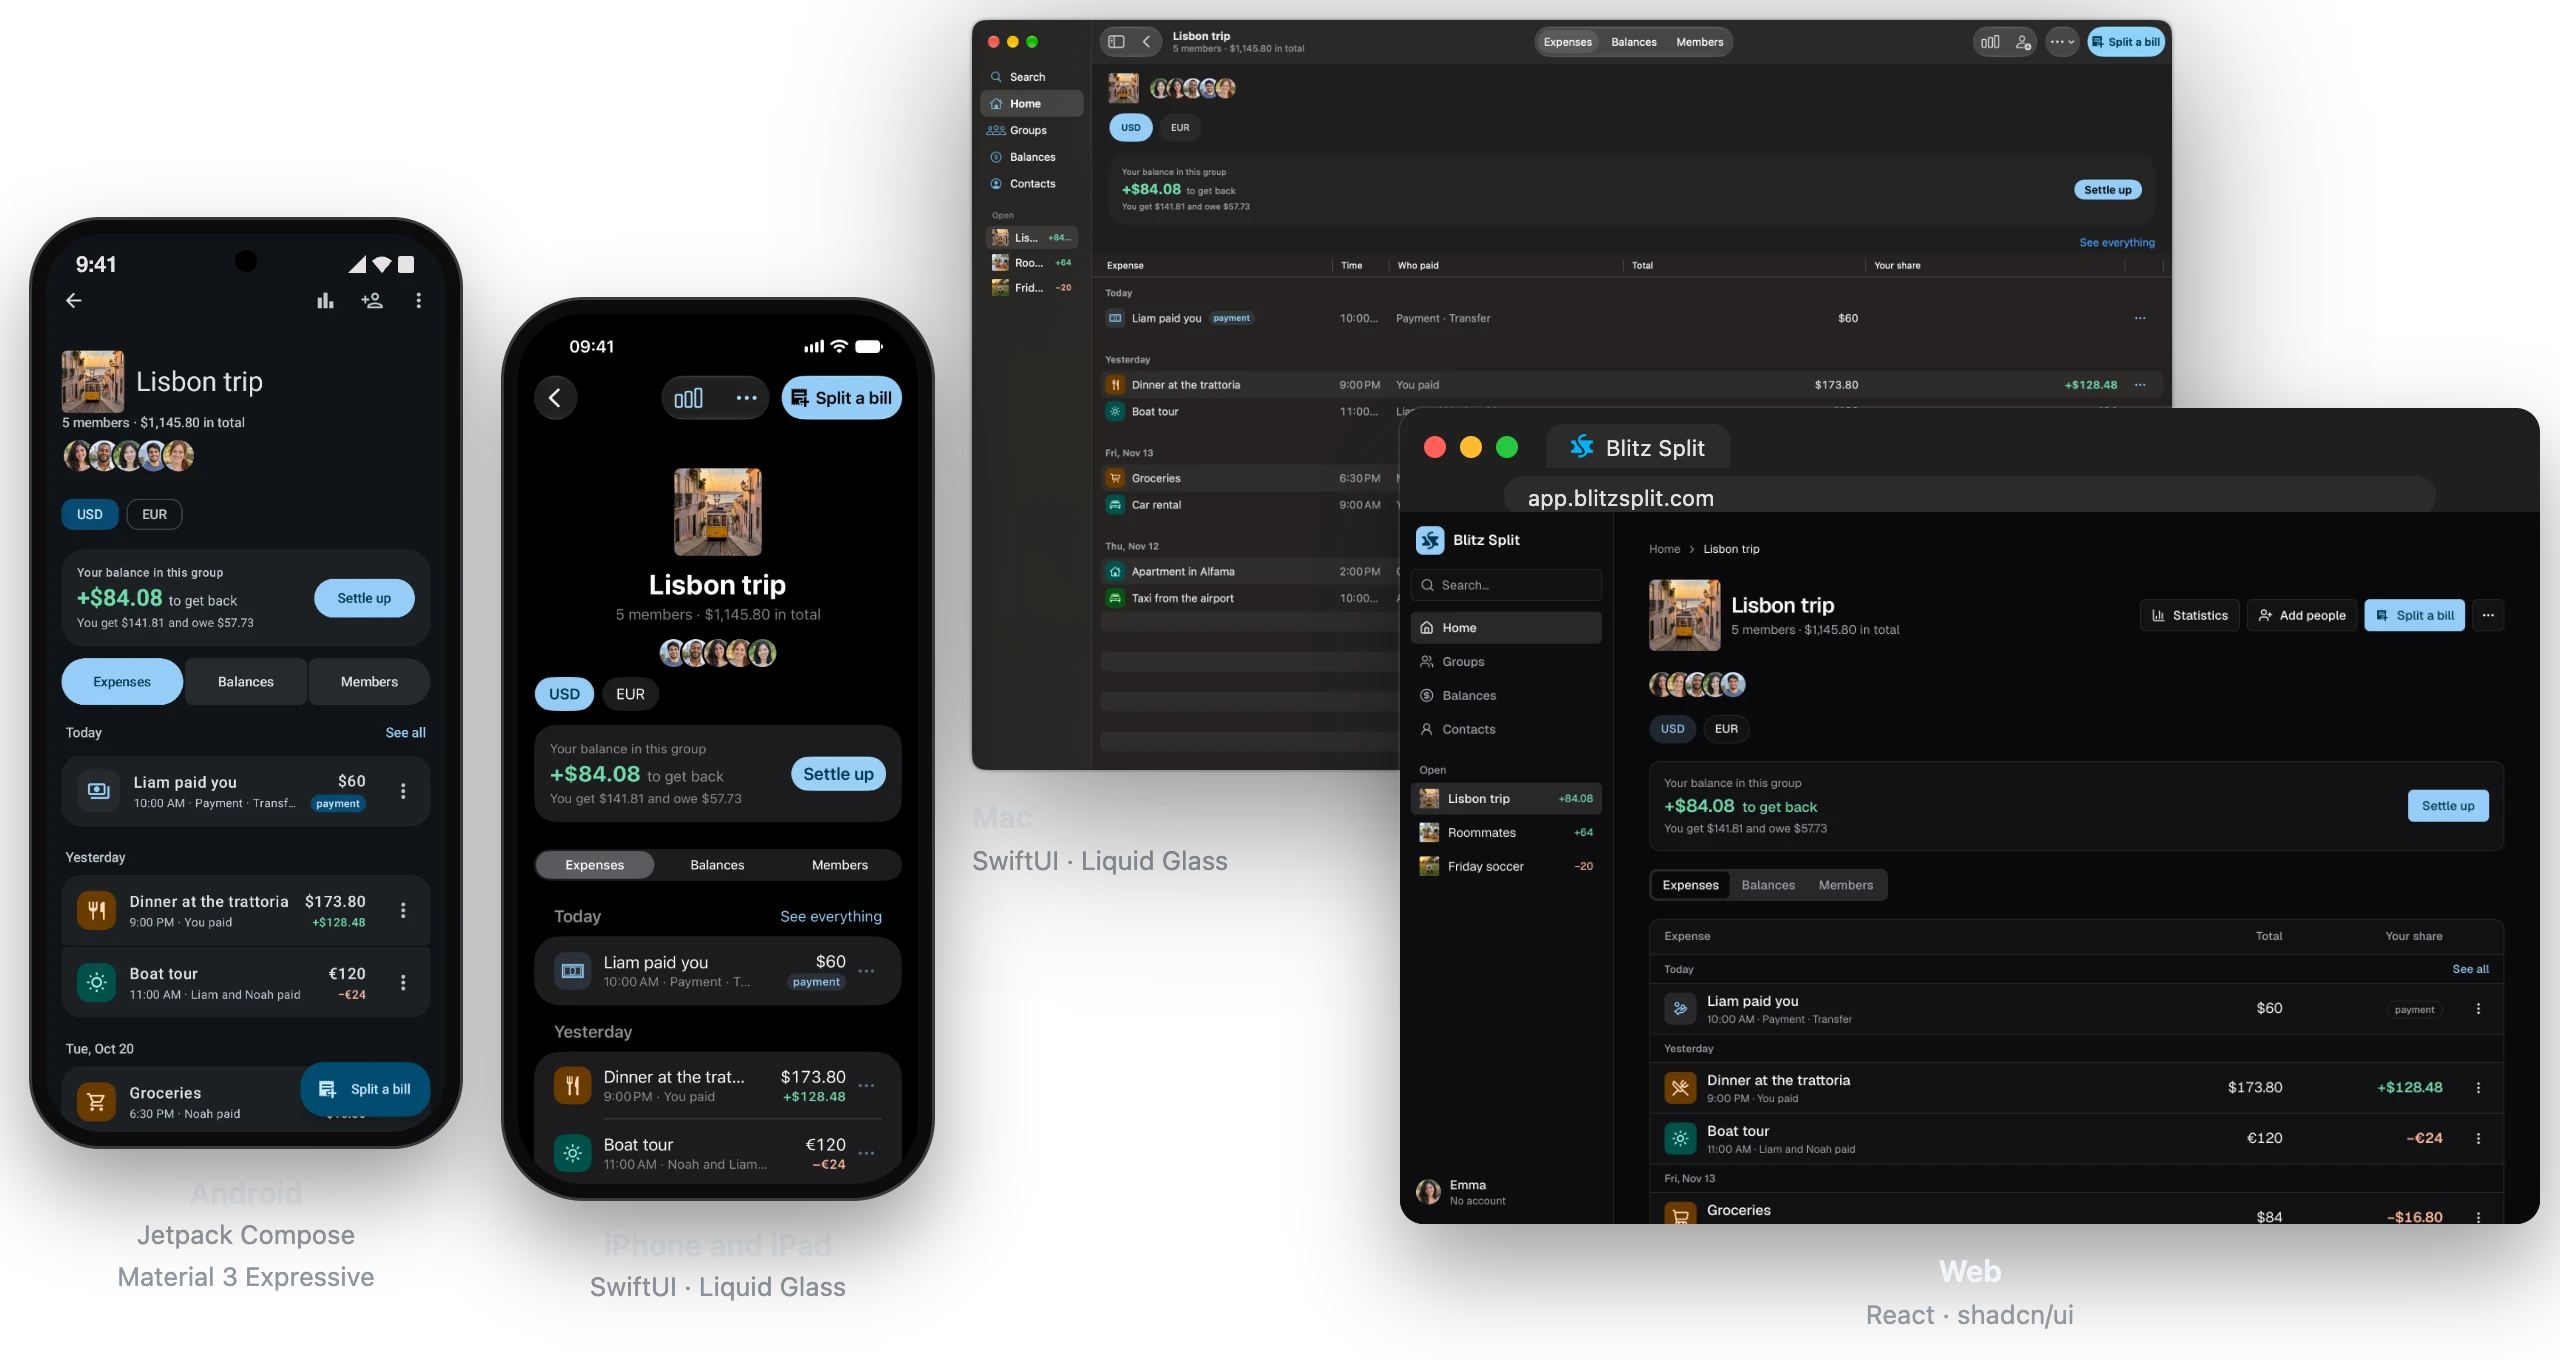 9:41
Lisbon trip
5 members · $1,145.80 in total
USD
EUR
Your balance in this group
+$84.08 to get back
You get $141.81 and owe $57.73
Settle up
Expenses
Balances
Members
Today
See all
Liam paid you
$60
10:00 AM · Payment · Transf...
payment
Yesterday
Dinner at the trattoria
$173.80
9:00 PM · You paid
+$128.48
Boat tour
€120
11:00 AM · Liam and Noah paid
−€24
Tue, Oct 20
Groceries
6:30 PM · Noah paid
Split a bill
Android
Jetpack Compose
Material 3 Expressive
09:41
Split a bill
Lisbon trip
5 members · $1,145.80 in total
USD
EUR
Your balance in this group
+$84.08 to get back
You get $141.81 and owe $57.73
Settle up
Expenses
Balances
Members
Today
See everything
Liam paid you
$60
10:00 AM · Payment · T...
payment
Yesterday
Dinner at the trat...
$173.80
9:00 PM · You paid
+$128.48
Boat tour
€120
11:00 AM · Noah and Liam...
−€24
iPhone and iPad
SwiftUI · Liquid Glass
Search
Home
Groups
Balances
Contacts
Open
Lis... +84...
Roo... +64
Frid... −20
Lisbon trip
5 members · $1,145.80 in total
Expenses
Balances
Members
Split a bill
USD
EUR
Your balance in this group
+$84.08 to get back
You get $141.81 and owe $57.73
Settle up
See everything
Expense
Time
Who paid
Total
Your share
Today
Liam paid you payment 10:00... Payment · Transfer $60
Yesterday
Dinner at the trattoria 9:00 PM You paid $173.80 +$128.48
Boat tour 11:00...
Fri, Nov 13
Groceries 6:30 PM
Car rental 9:00 AM
Thu, Nov 12
Apartment in Alfama 2:00 PM
Taxi from the airport 10:00...
Mac
SwiftUI · Liquid Glass
Blitz Split
app.blitzsplit.com
Blitz Split
Search...
Home
Groups
Balances
Contacts
Open
Lisbon trip +84.08
Roommates +64
Friday soccer −20
Emma
No account
Home > Lisbon trip
Lisbon trip
5 members · $1,145.80 in total
Statistics
Add people
Split a bill
USD
EUR
Your balance in this group
+$84.08 to get back
You get $141.81 and owe $57.73
Settle up
Expenses
Balances
Members
Expense
Total
Your share
Today
See all
Liam paid you
10:00 AM · Payment · Transfer
$60
payment
Yesterday
Dinner at the trattoria
9:00 PM · You paid
$173.80
+$128.48
Boat tour
11:00 AM · Liam and Noah paid
€120
−€24
Fri, Nov 13
Groceries
$84
−$16.80
Web
React · shadcn/ui